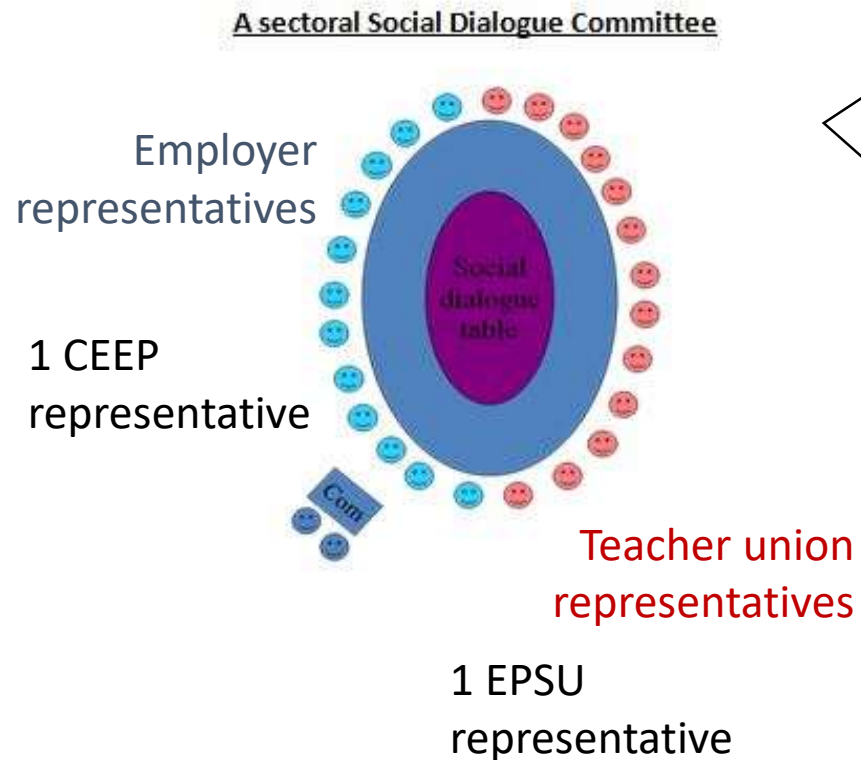 A sectoral Social Dialogue Committee
Employer
representatives
Social
dialogue
table
1 CEEP
representative
Com
Teacher union
representatives
1 EPSU
representative